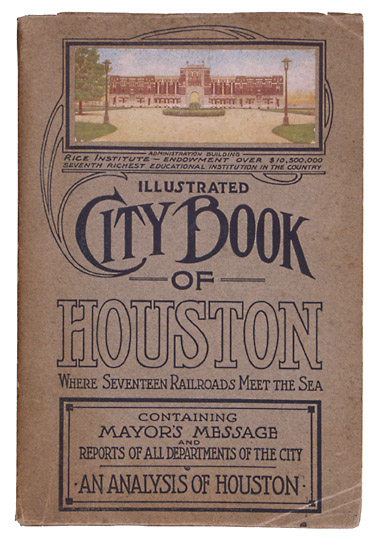 ADMINISTRATION BUILDING
RICE INSTITUTE – ENDOWMENT OVER $10,500,000
SEVENTH RICHEST EDUCATIONAL INSTITUTION IN THE COUNTRY
ILLUSTRATED
CITY BOOK
OF
HOUSTON
WHERE SEVENTEEN RAILROADS MEET THE SEA
CONTAINING
MAYOR'S MESSAGE
AND
REPORTS OF ALL DEPARTMENTS OF THE CITY
AN ANALYSIS OF HOUSTON